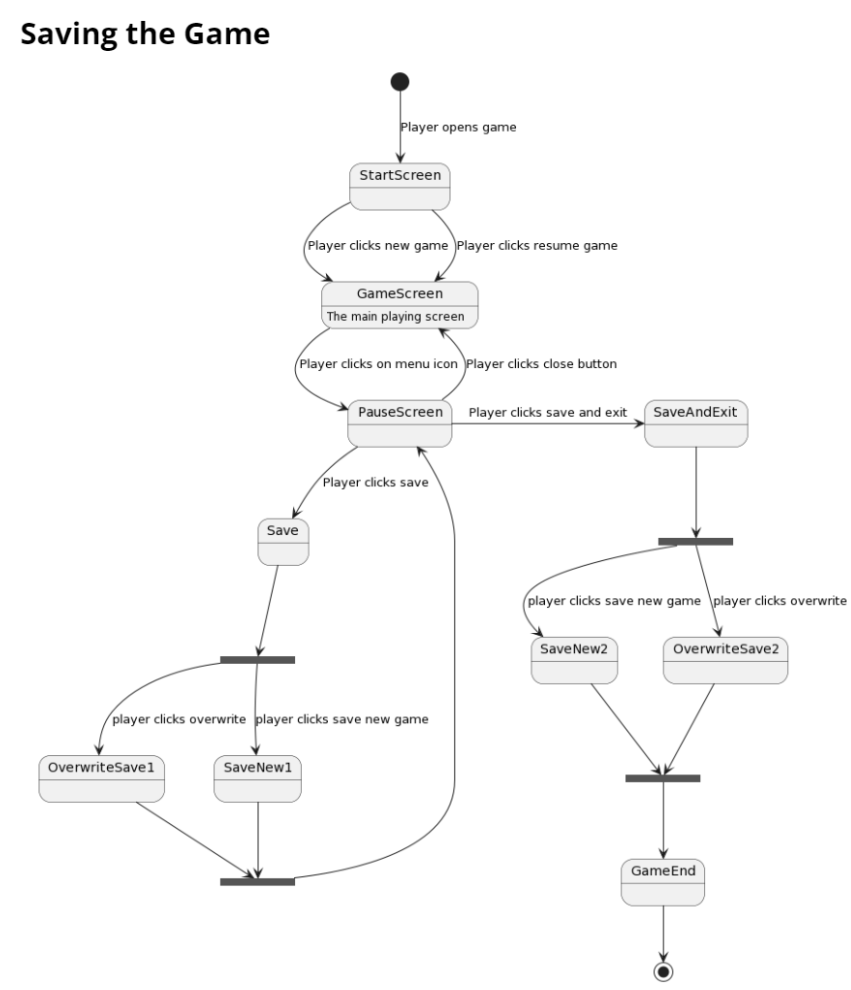 Saving the Game
Player opens game
StartScreen
Player clicks new game
Player clicks resume game
GameScreen
The main playing screen
Player clicks on menu icon
Player clicks close button
PauseScreen
Player clicks save and exit
SaveAndExit
Player clicks save
Save
player clicks save new game
player clicks overwrite
SaveNew2
OverwriteSave2
player clicks overwrite
player clicks save new game
OverwriteSave1
SaveNew1
GameEnd